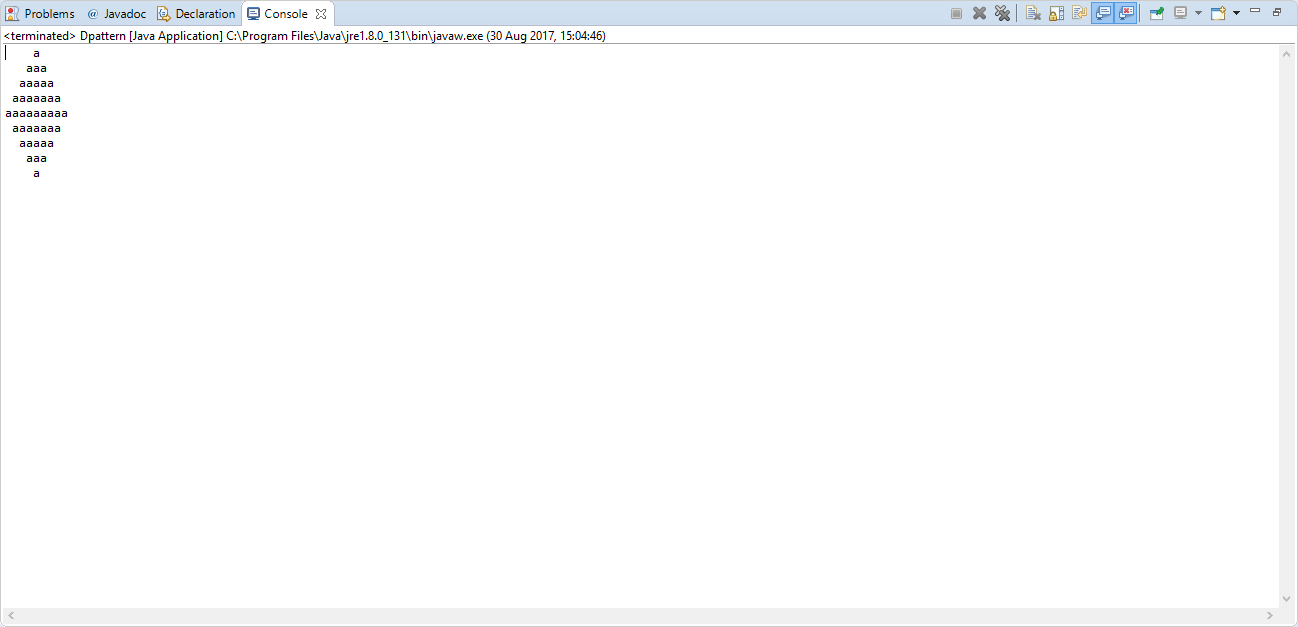 Problems @ Javadoc Declaration Console
<terminated> Dpattern [Java Application] C:\Program Files\Java\jre1.8.0_131\bin\javaw.exe (30 Aug 2017, 15:04:46)
    a
   aaa
  aaaaa
 aaaaaaa
aaaaaaaaa
 aaaaaaa
  aaaaa
   aaa
    a